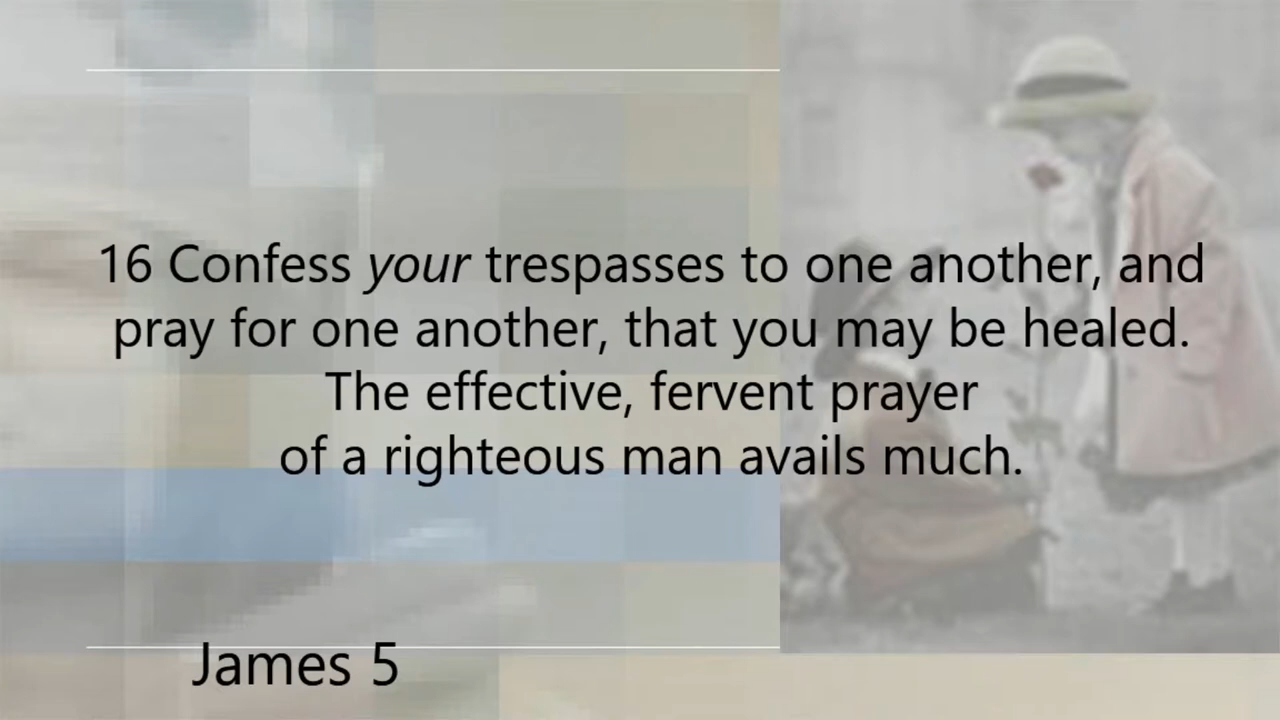 16 Confess your trespasses to one another, and
pray for one another, that you may be healed.
The effective, fervent prayer
of a righteous man avails much.
James 5